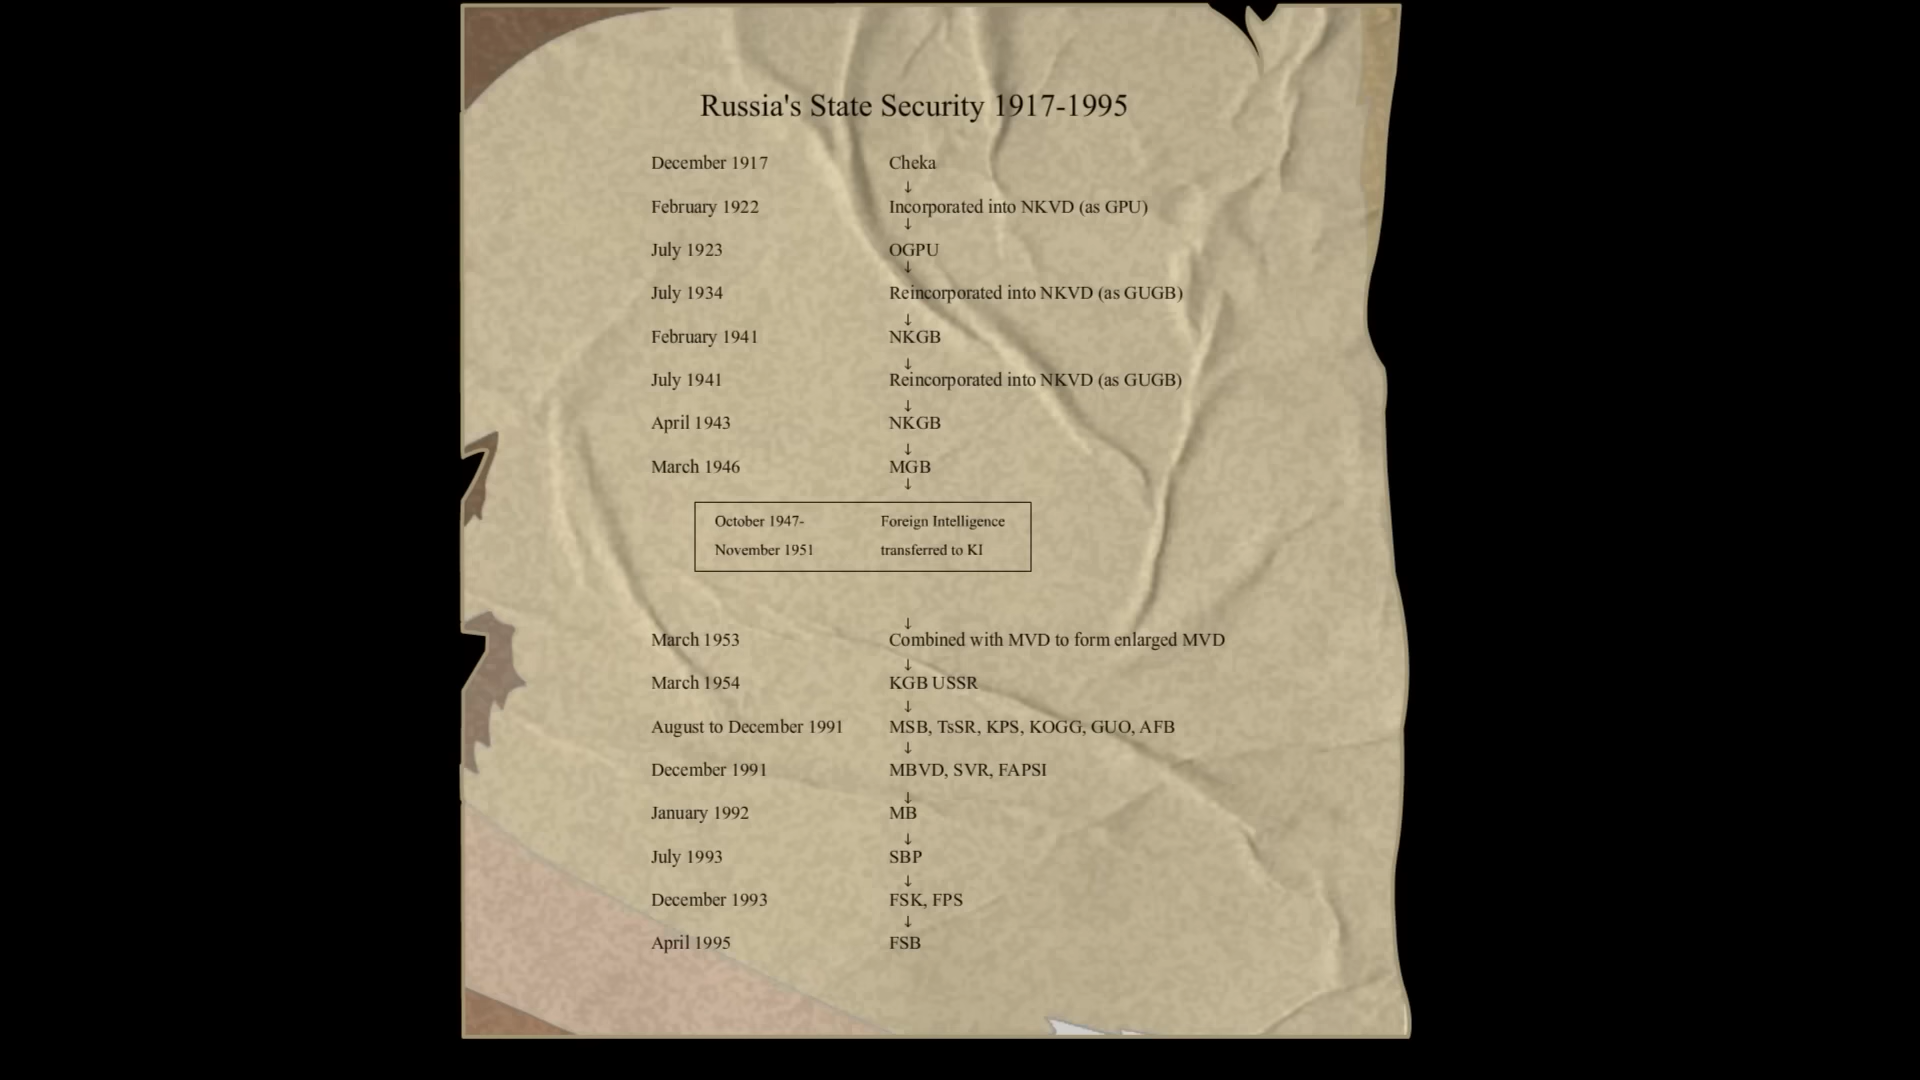 Russia's State Security 1917-1995
December 1917 Cheka
↓
February 1922 Incorporated into NKVD (as GPU)
↓
July 1923 OGPU
↓
July 1934 Reincorporated into NKVD (as GUGB)
↓
February 1941 NKGB
↓
July 1941 Reincorporated into NKVD (as GUGB)
↓
April 1943 NKGB
↓
March 1946 MGB
↓
October 1947- Foreign Intelligence
November 1951 transferred to KI
↓
March 1953 Combined with MVD to form enlarged MVD
↓
March 1954 KGB USSR
↓
August to December 1991 MSB, TsSR, KPS, KOGG, GUO, AFB
↓
December 1991 MBVD, SVR, FAPSI
↓
January 1992 MB
↓
July 1993 SBP
↓
December 1993 FSK, FPS
↓
April 1995 FSB